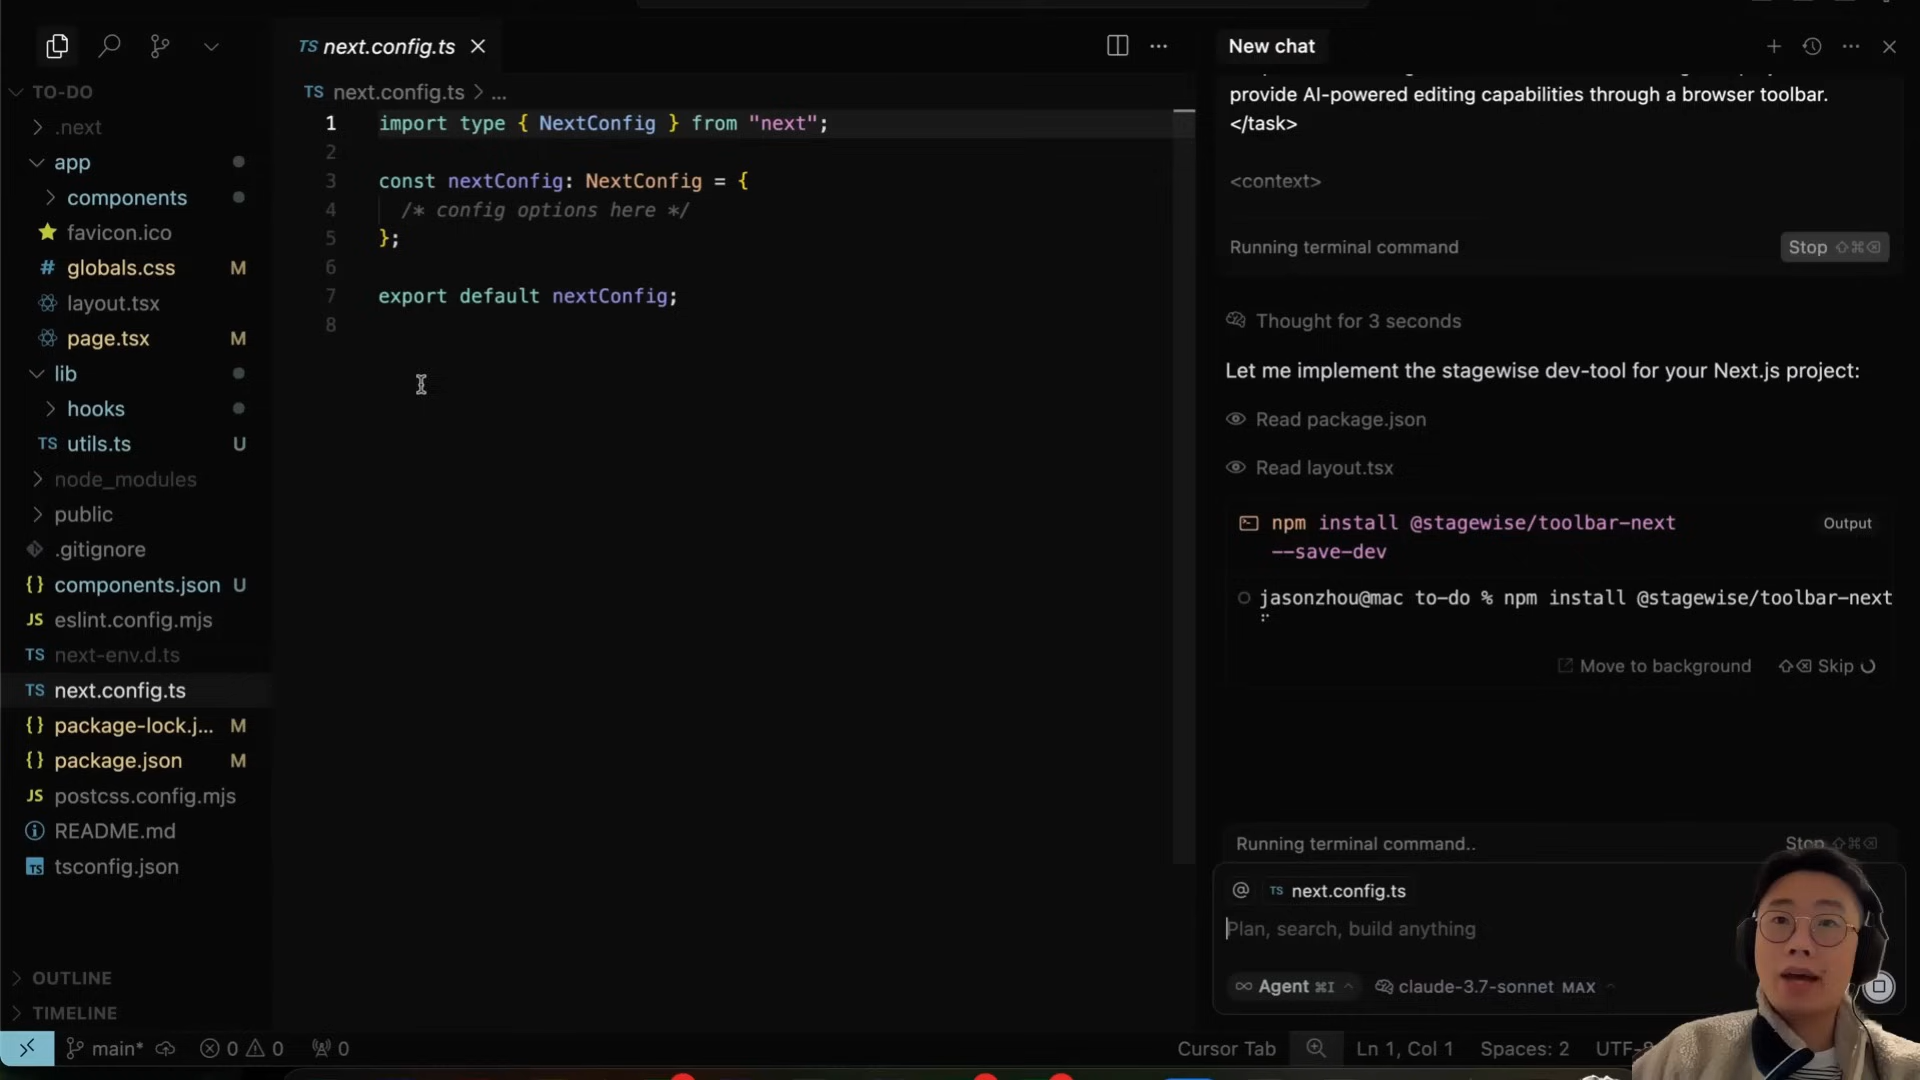 TO-DO
.next
app
components
favicon.ico
# globals.css M
layout.tsx
page.tsx M
lib
hooks
TS utils.ts U
node_modules
public
.gitignore
{} components.json U
JS eslint.config.mjs
TS next-env.d.ts
TS next.config.ts
{} package-lock.j... M
{} package.json M
JS postcss.config.mjs
README.md
TS tsconfig.json
OUTLINE
TIMELINE
TS next.config.ts
TS next.config.ts > ...
1 import type { NextConfig } from "next";
2
3 const nextConfig: NextConfig = {
4 /* config options here */
5 };
6
7 export default nextConfig;
8
New chat
provide AI-powered editing capabilities through a browser toolbar.
</task>
<context>
Running terminal command
Stop ⇧⌘⌫
Thought for 3 seconds
Let me implement the stagewise dev-tool for your Next.js project:
Read package.json
Read layout.tsx
npm install @stagewise/toolbar-next
--save-dev
Output
jasonzhou@mac to-do % npm install @stagewise/toolbar-next
Move to background
⇧⌫ Skip
Running terminal command..
Stop ⇧⌘⌫
@ TS next.config.ts
Plan, search, build anything
∞ Agent ⌘I
claude-3.7-sonnet MAX
main* 0 0 0
Cursor Tab
Ln 1, Col 1
Spaces: 2